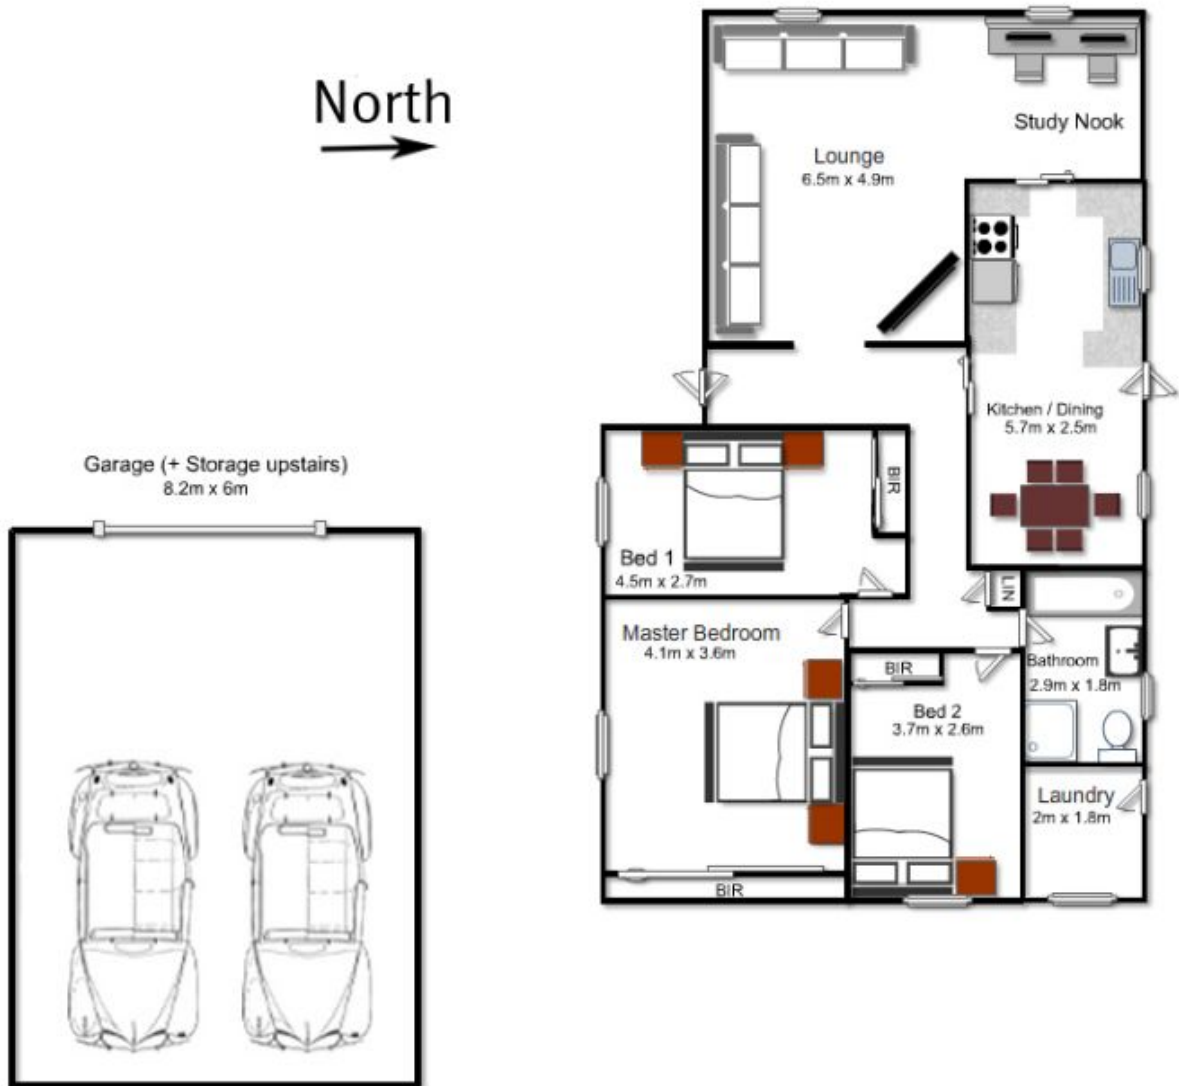 North
Study Nook
Lounge
6.5m x 4.9m
Kitchen / Dining
5.7m x 2.5m
Garage (+ Storage upstairs)
8.2m x 6m
BIR
Bed 1
4.5m x 2.7m
LIN
Master Bedroom
4.1m x 3.6m
BIR
Bathroom
2.9m x 1.8m
Bed 2
3.7m x 2.6m
Laundry
2m x 1.8m
BIR